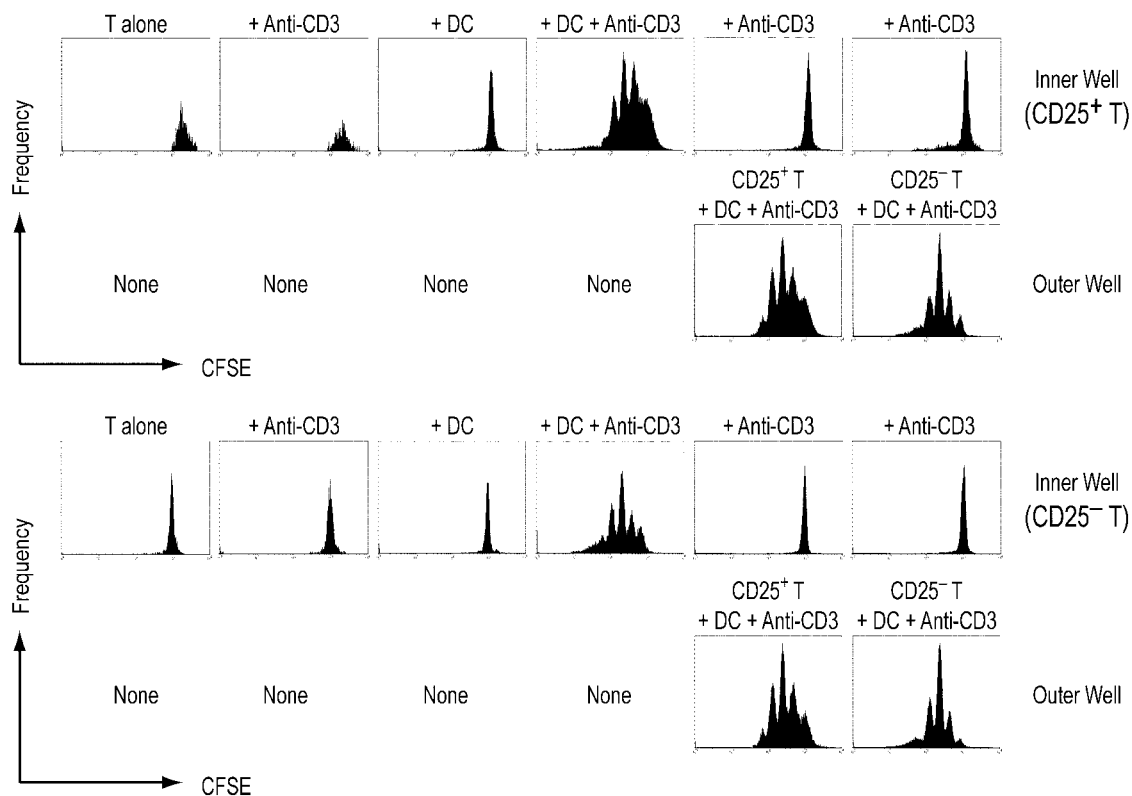 T alone + Anti-CD3 + DC + DC + Anti-CD3 + Anti-CD3 + Anti-CD3
Inner Well
(CD25+ T)
Frequency
CD25+ T CD25– T
+ DC + Anti-CD3 + DC + Anti-CD3
None None None None Outer Well
CFSE
T alone + Anti-CD3 + DC + DC + Anti-CD3 + Anti-CD3 + Anti-CD3
Inner Well
(CD25– T)
Frequency
CD25+ T CD25– T
+ DC + Anti-CD3 + DC + Anti-CD3
None None None None Outer Well
CFSE